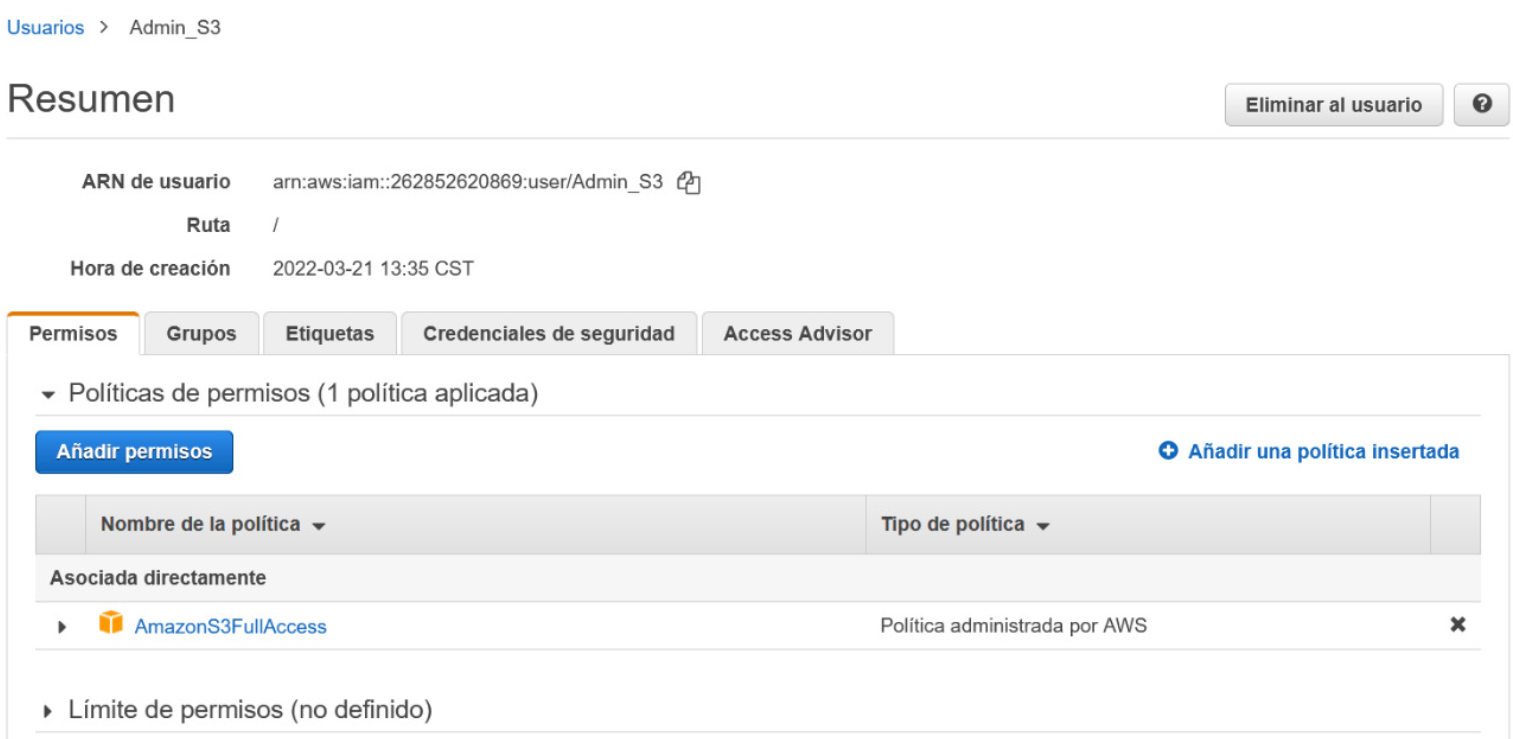 Usuarios > Admin_S3
Resumen
Eliminar al usuario
ARN de usuario arn:aws:iam::262852620869:user/Admin_S3
Ruta /
Hora de creación 2022-03-21 13:35 CST
Permisos Grupos Etiquetas Credenciales de seguridad Access Advisor
Políticas de permisos (1 política aplicada)
Añadir permisos Añadir una política insertada
Nombre de la política Tipo de política
Asociada directamente
AmazonS3FullAccess Política administrada por AWS
Límite de permisos (no definido)